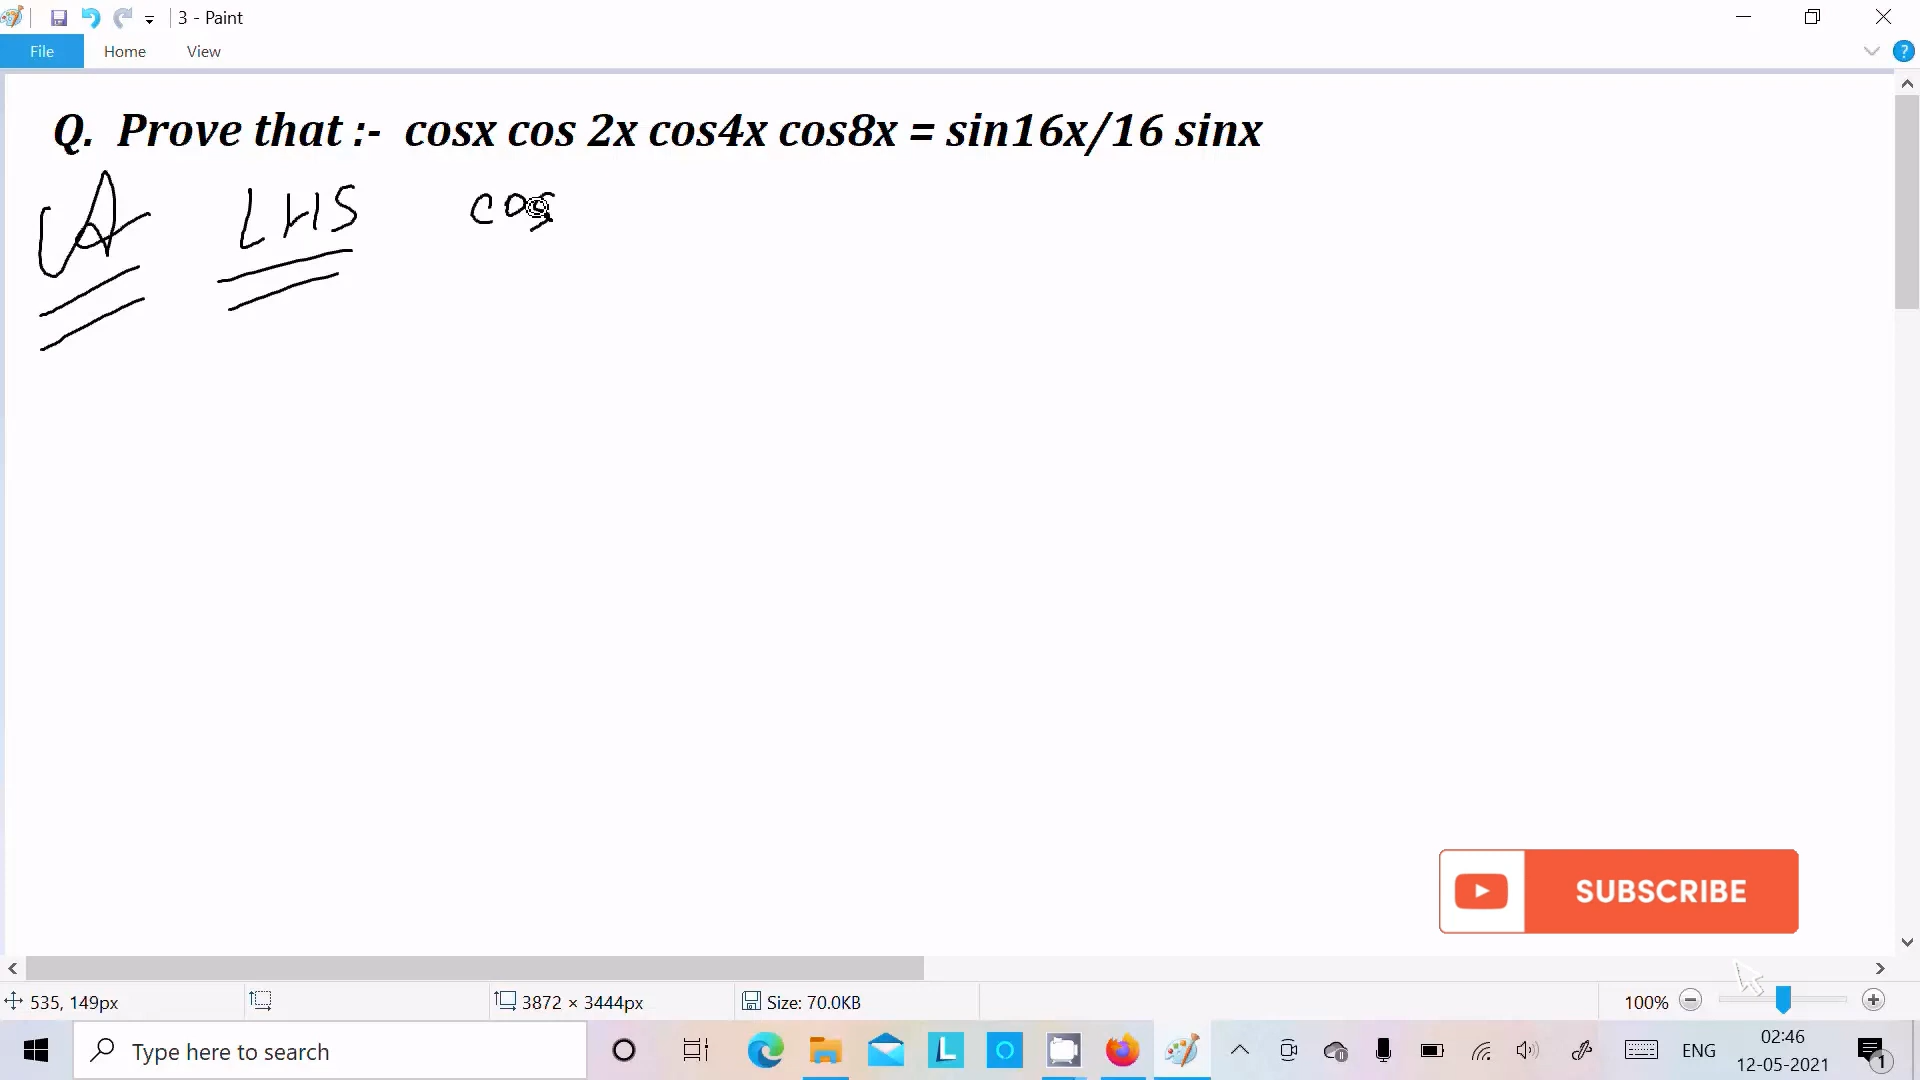 3 - Paint
File Home View
Q. Prove that :- cosx cos 2x cos4x cos8x = sin16x/16 sinx
LHS cos
SUBSCRIBE
535, 149px 3872 × 3444px Size: 70.0KB 100%
Type here to search ENG 02:46
12-05-2021 1